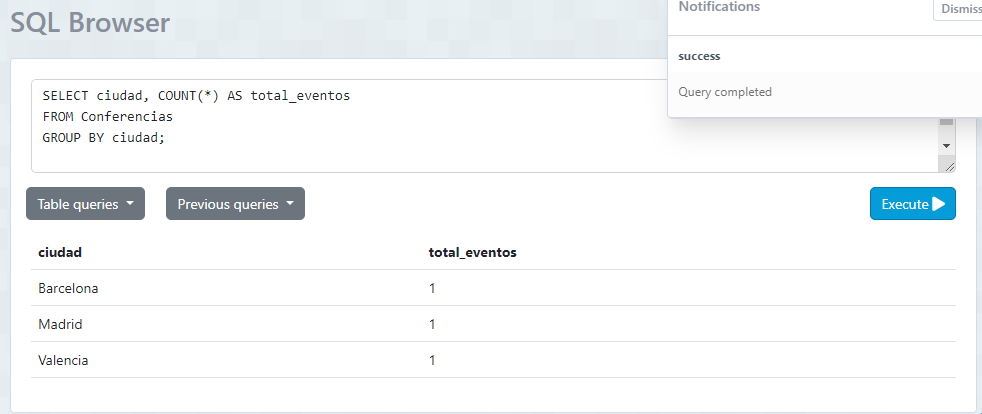 SQL Browser
Notifications
Dismiss
success
Query completed
SELECT ciudad, COUNT(*) AS total_eventos
FROM Conferencias
GROUP BY ciudad;
Table queries
Previous queries
Execute
ciudad total_eventos
Barcelona 1
Madrid 1
Valencia 1